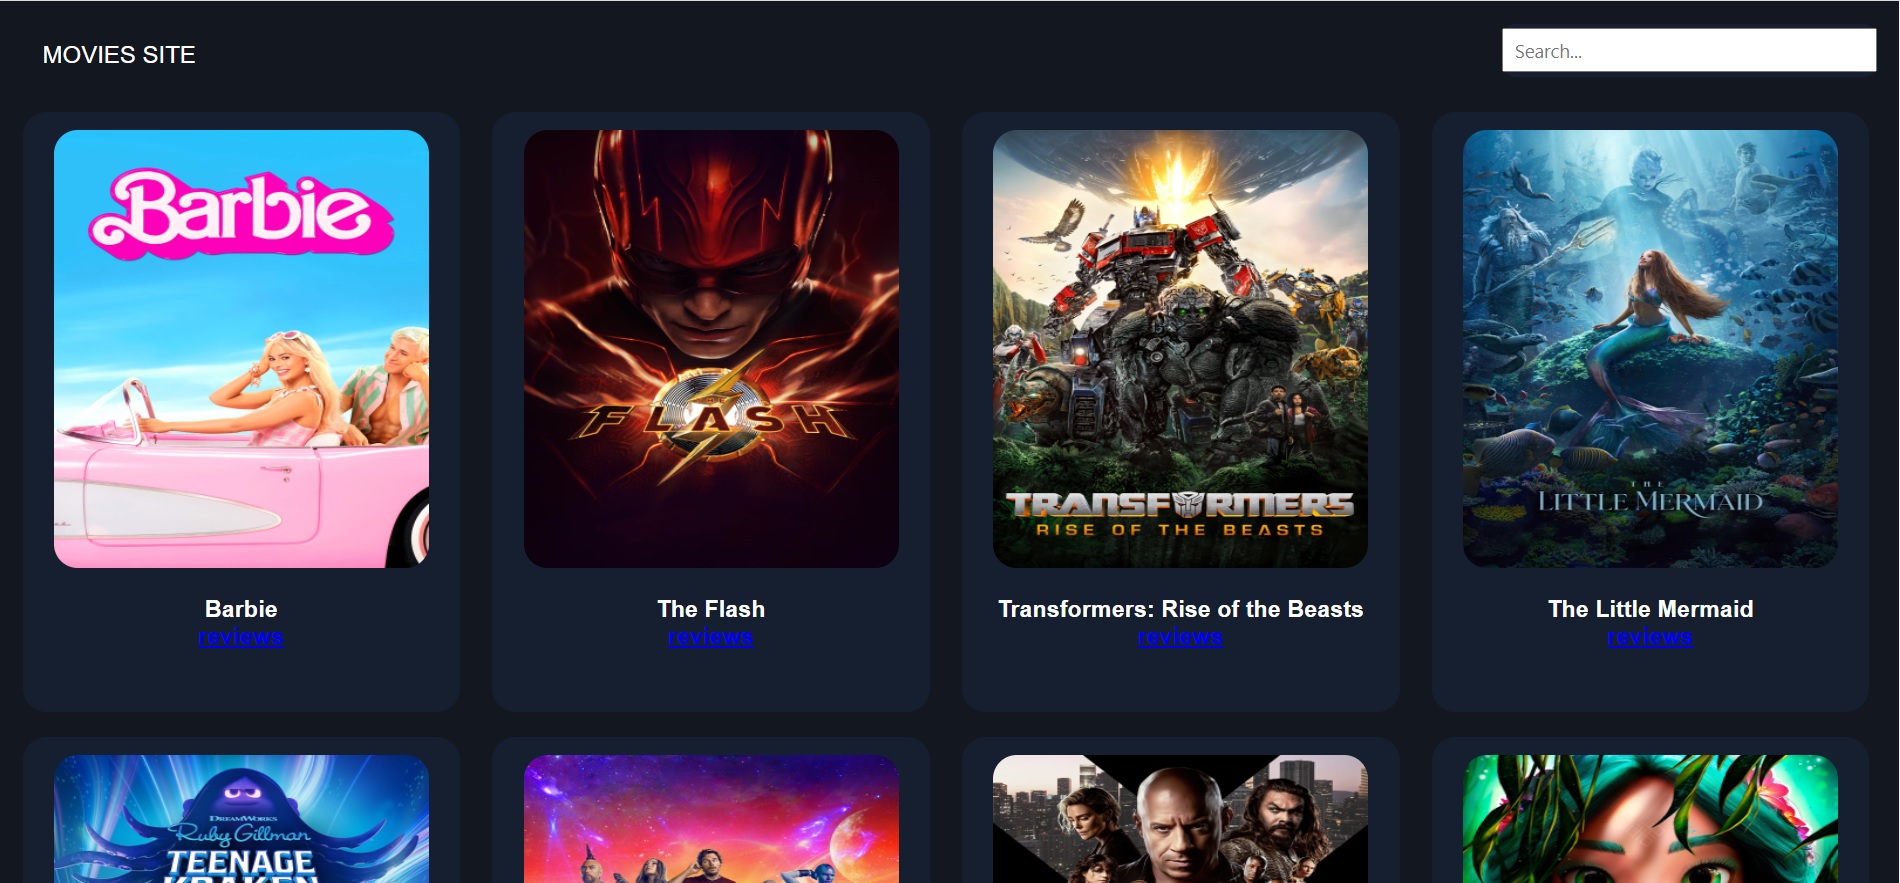 MOVIES SITE
Search...
Barbie
FLASH
TRANSFORMERS
RISE OF THE BEASTS
THE
LITTLE MERMAID
Barbie
reviews
The Flash
reviews
Transformers: Rise of the Beasts
reviews
The Little Mermaid
reviews
DREAMWORKS
Ruby Gillman
TEENAGE
KRAKEN